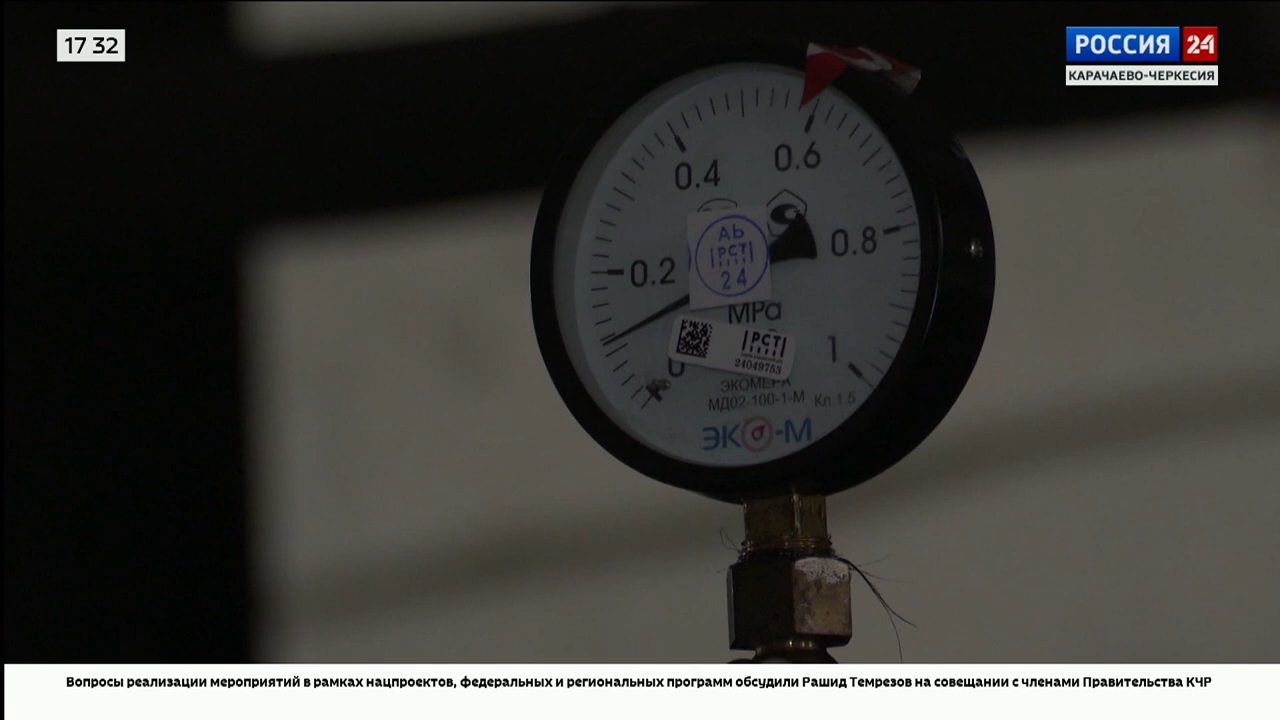 17 32
РОССИЯ 24
КАРАЧАЕВО-ЧЕРКЕСИЯ
0.4
0.6
0.2
0.8
АЬ
РСТ
24
MPa
РСТ
24049753
0
1
ЭКОМЕРА
МД02-100-1-М Кл.1.5
ЭКО-М
Вопросы реализации мероприятий в рамках нацпроектов, федеральных и региональных программ обсудили Рашид Темрезов на совещании с членами Правительства КЧР